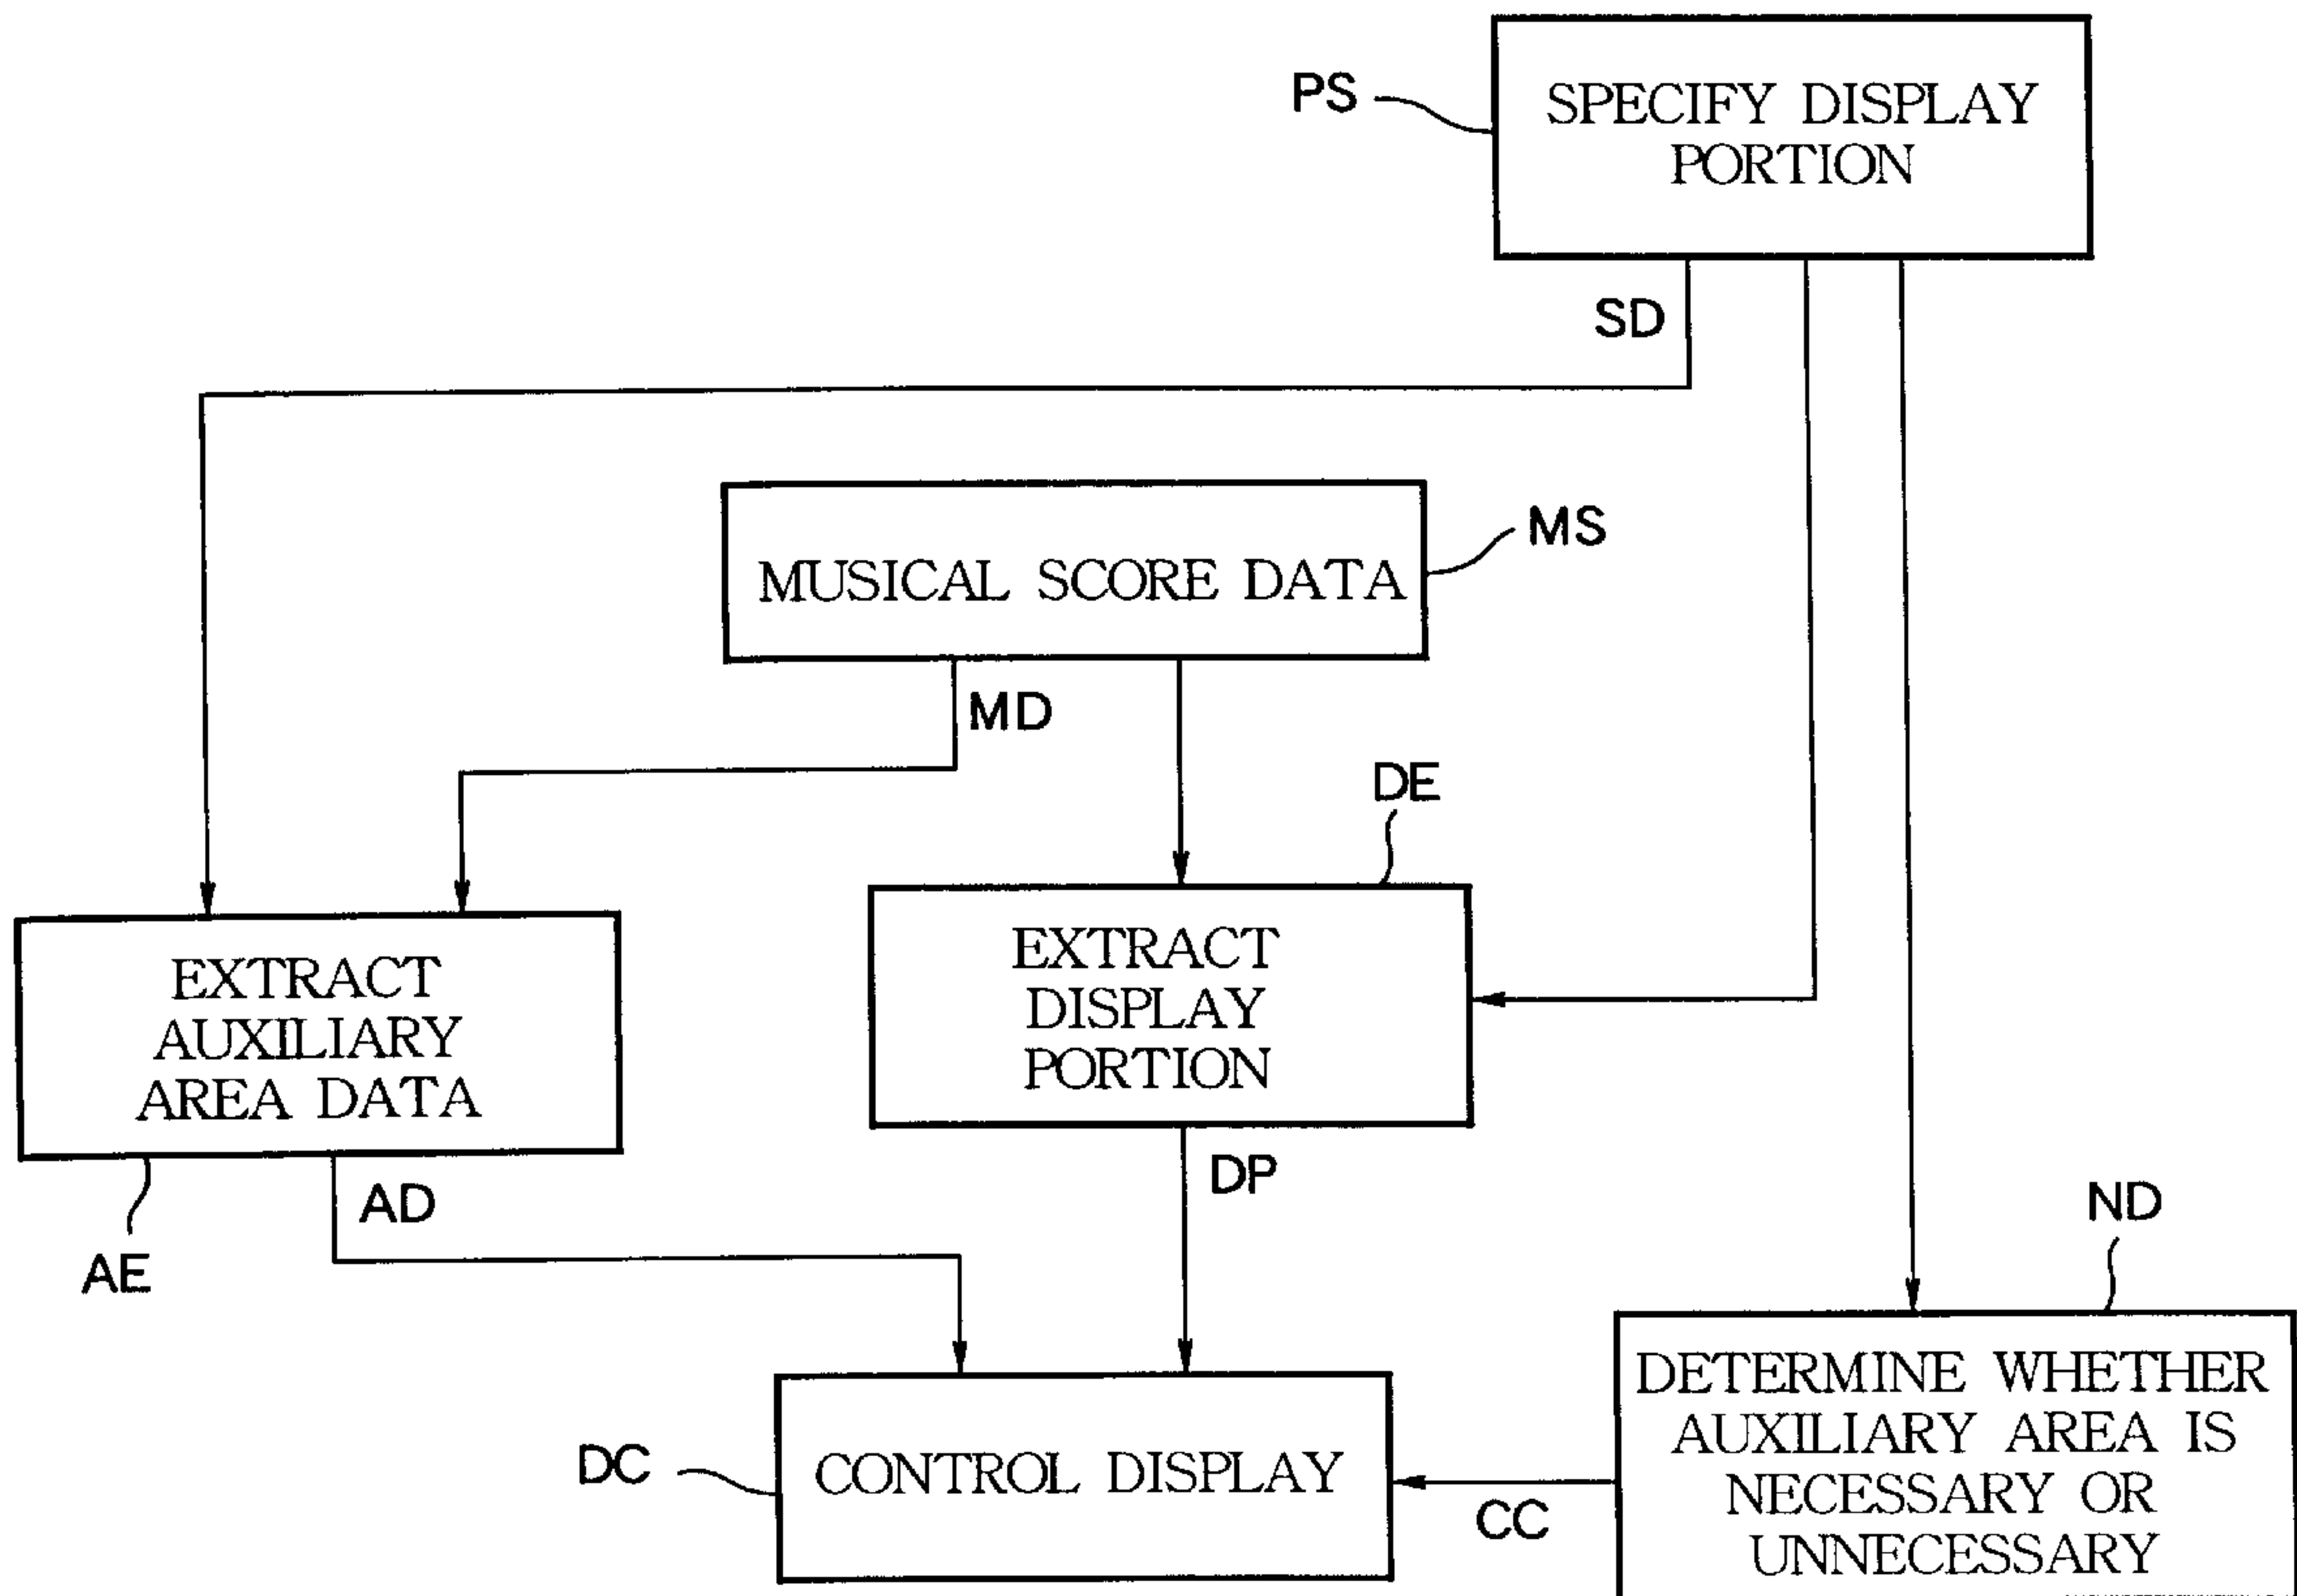 PS
SPECIFY DISPLAY
PORTION
SD
MUSICAL SCORE DATA
MS
MD
DE
EXTRACT
AUXILIARY
AREA DATA
EXTRACT
DISPLAY
PORTION
AE
AD
DP
ND
DC
CONTROL DISPLAY
CC
DETERMINE WHETHER
AUXILIARY AREA IS
NECESSARY OR
UNNECESSARY